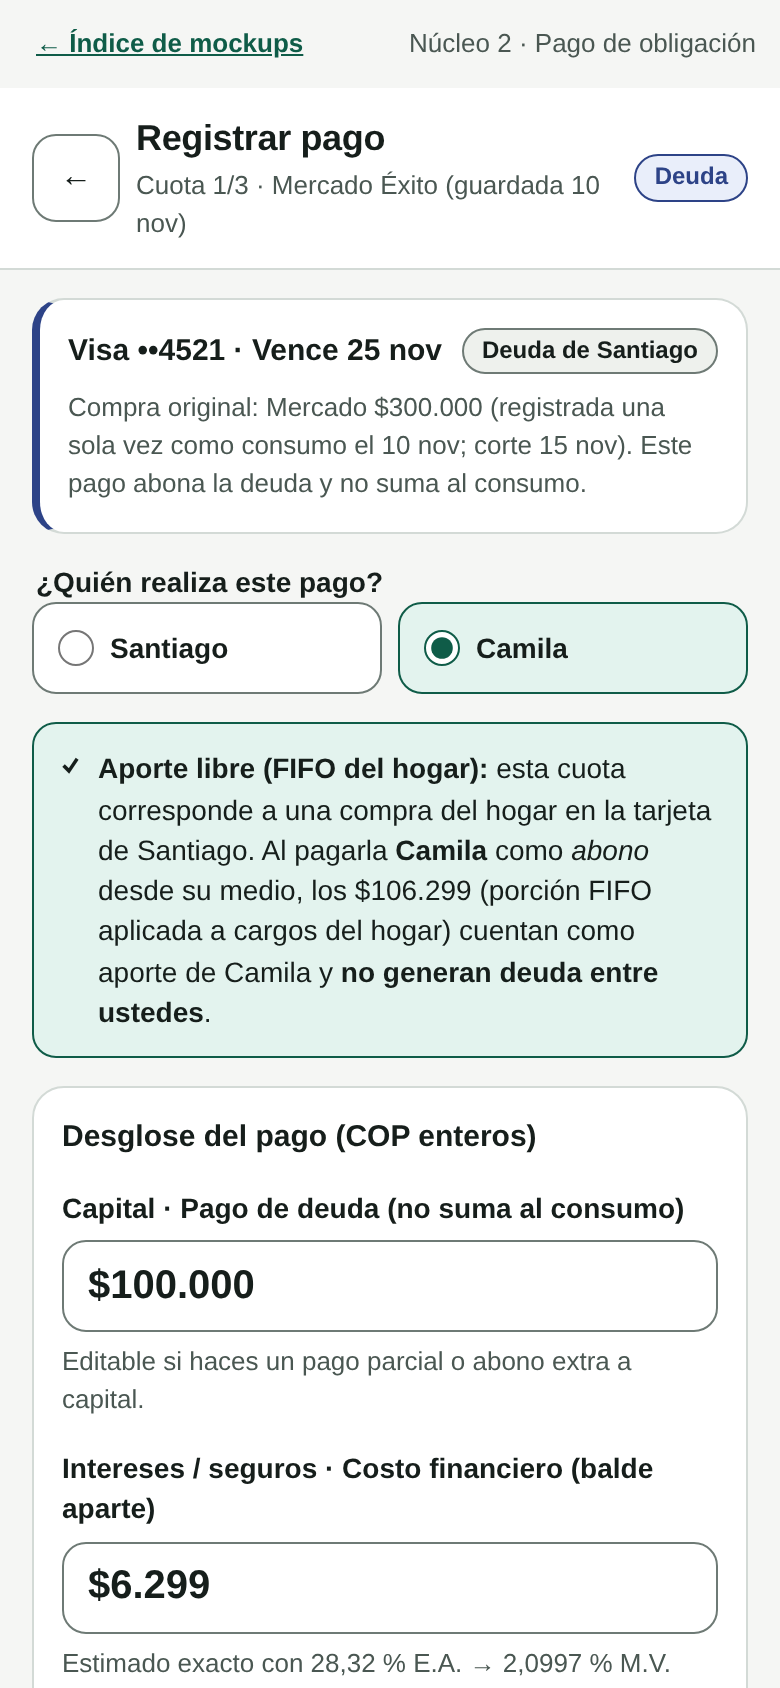 ← Índice de mockups
Núcleo 2 · Pago de obligación
←
Registrar pago
Cuota 1/3 · Mercado Éxito (guardada 10
nov)
Deuda
Visa ••4521 · Vence 25 nov
Deuda de Santiago
Compra original: Mercado $300.000 (registrada una
sola vez como consumo el 10 nov; corte 15 nov). Este
pago abona la deuda y no suma al consumo.
¿Quién realiza este pago?
Santiago
Camila
Aporte libre (FIFO del hogar): esta cuota
corresponde a una compra del hogar en la tarjeta
de Santiago. Al pagarla Camila como abono
desde su medio, los $106.299 (porción FIFO
aplicada a cargos del hogar) cuentan como
aporte de Camila y no generan deuda entre
ustedes.
Desglose del pago (COP enteros)
Capital · Pago de deuda (no suma al consumo)
$100.000
Editable si haces un pago parcial o abono extra a
capital.
Intereses / seguros · Costo financiero (balde
aparte)
$6.299
Estimado exacto con 28,32 % E.A. → 2,0997 % M.V.